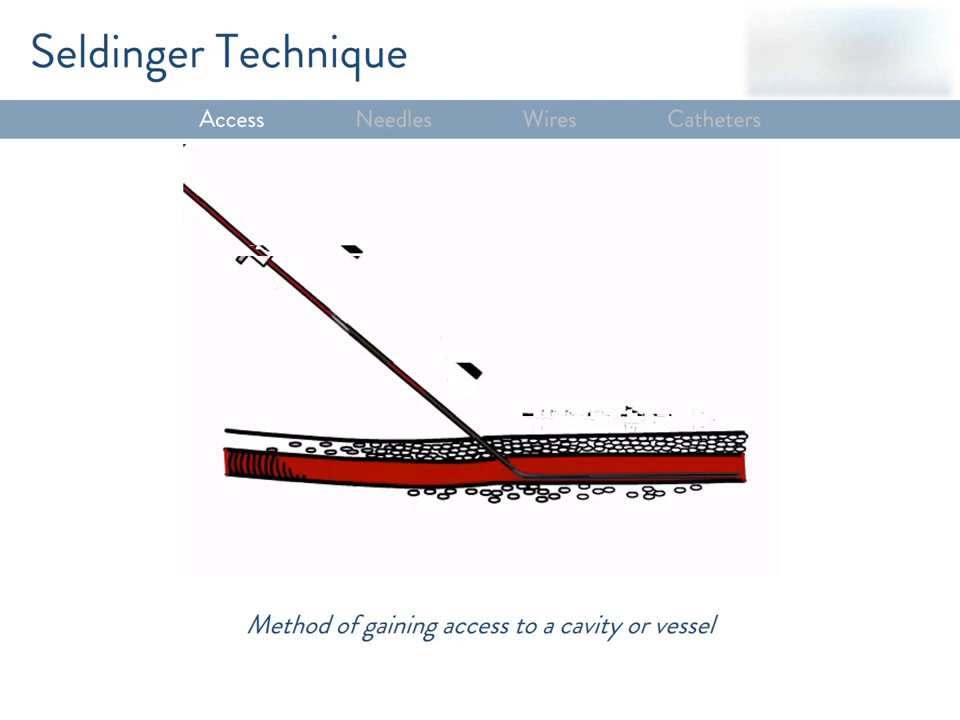 Seldinger Technique
Access Needles Wires Catheters
Method of gaining access to a cavity or vessel